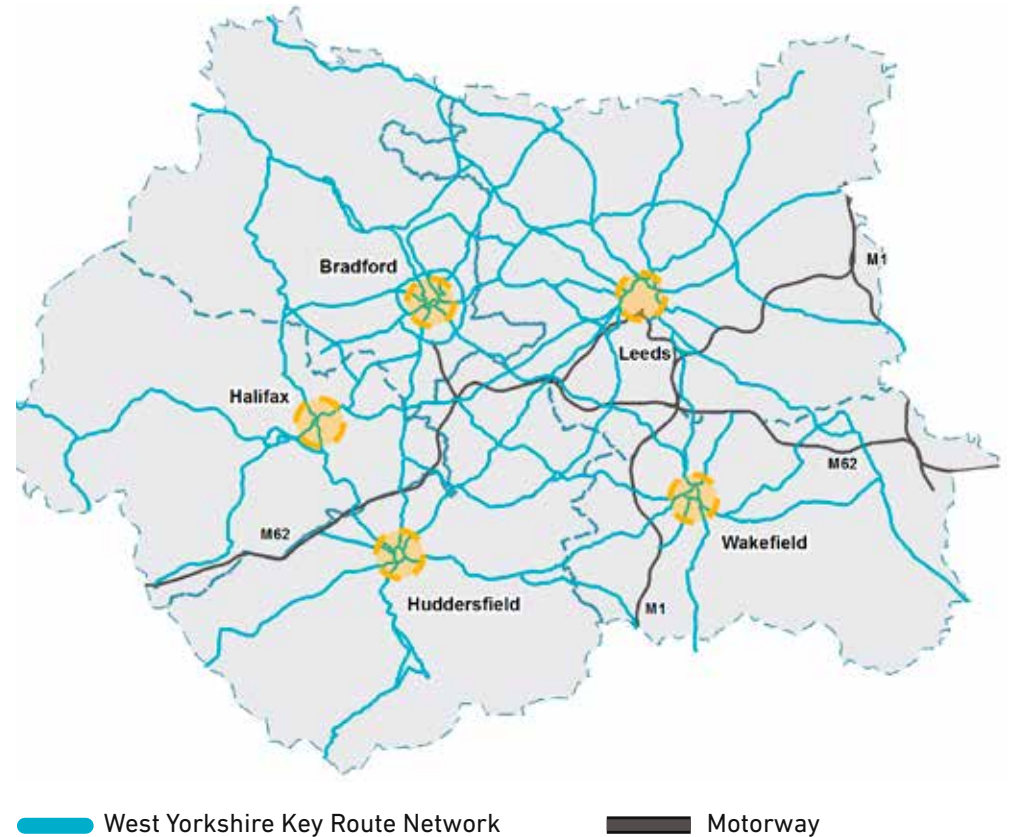 Bradford
M1
Leeds
Halifax
M62
M62
Wakefield
Huddersfield
M1
West Yorkshire Key Route Network
Motorway